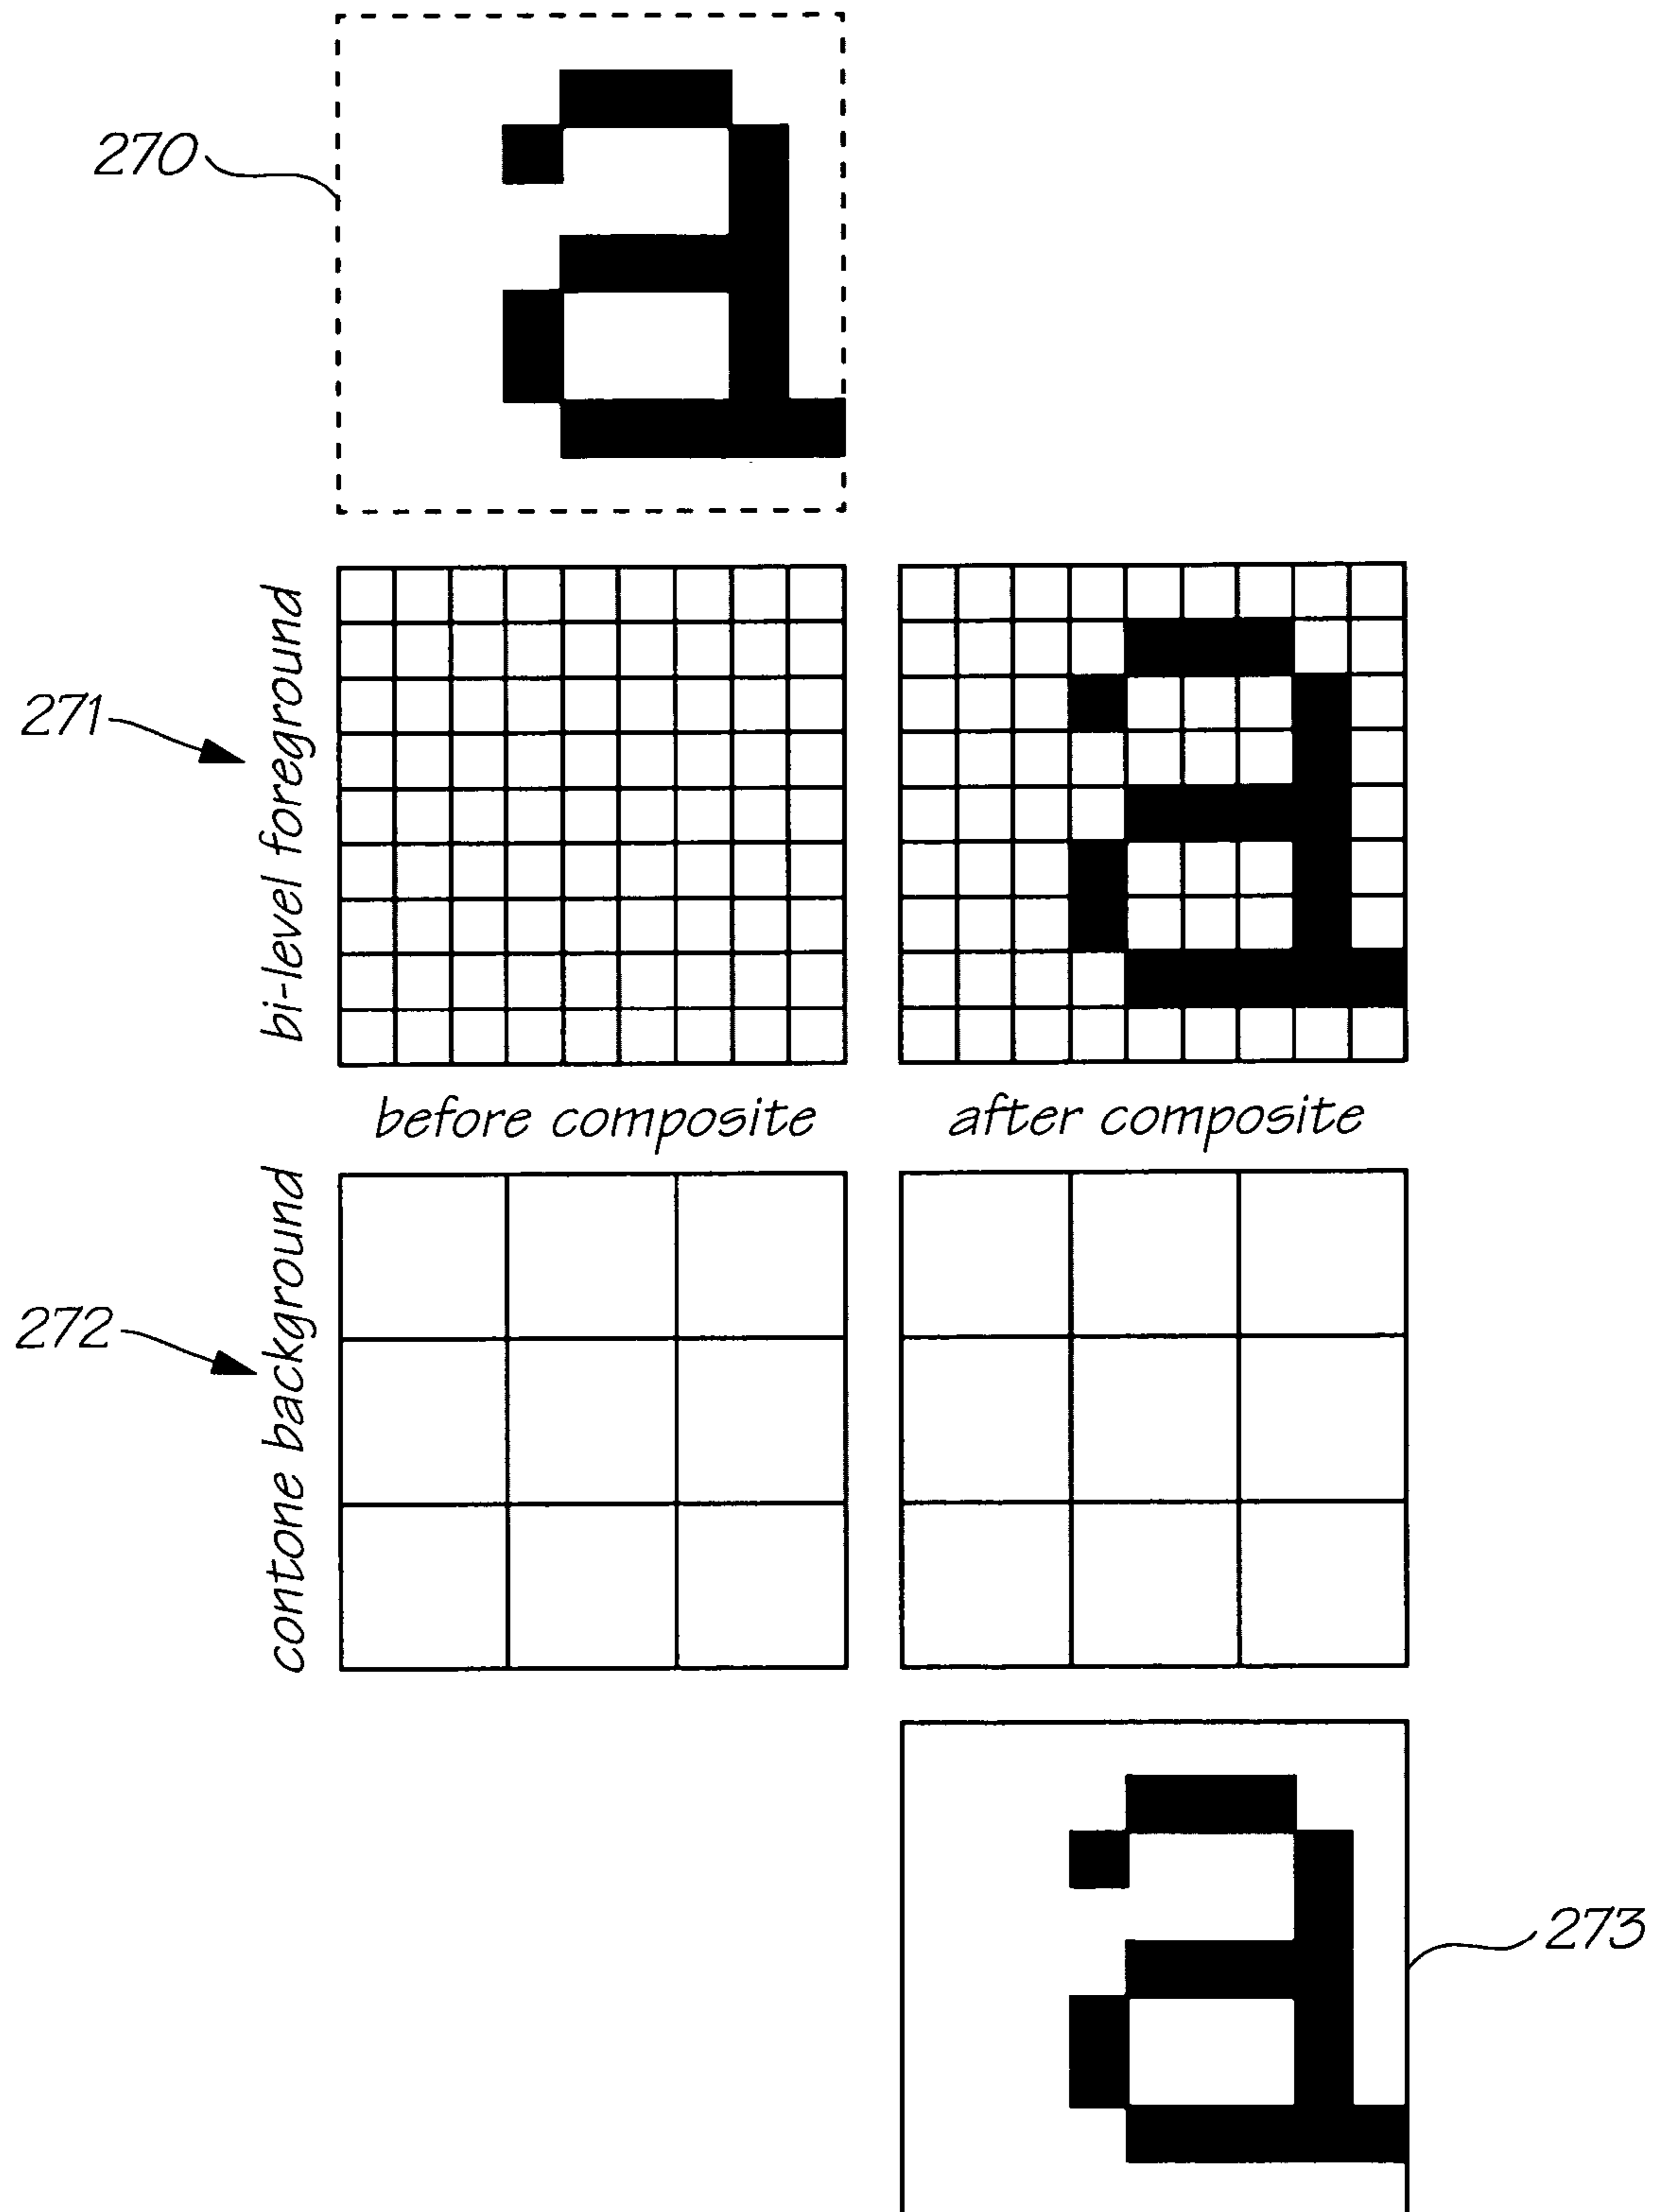 270
a
271
bi-level foreground
a
before composite
after composite
272
contone background
a
273